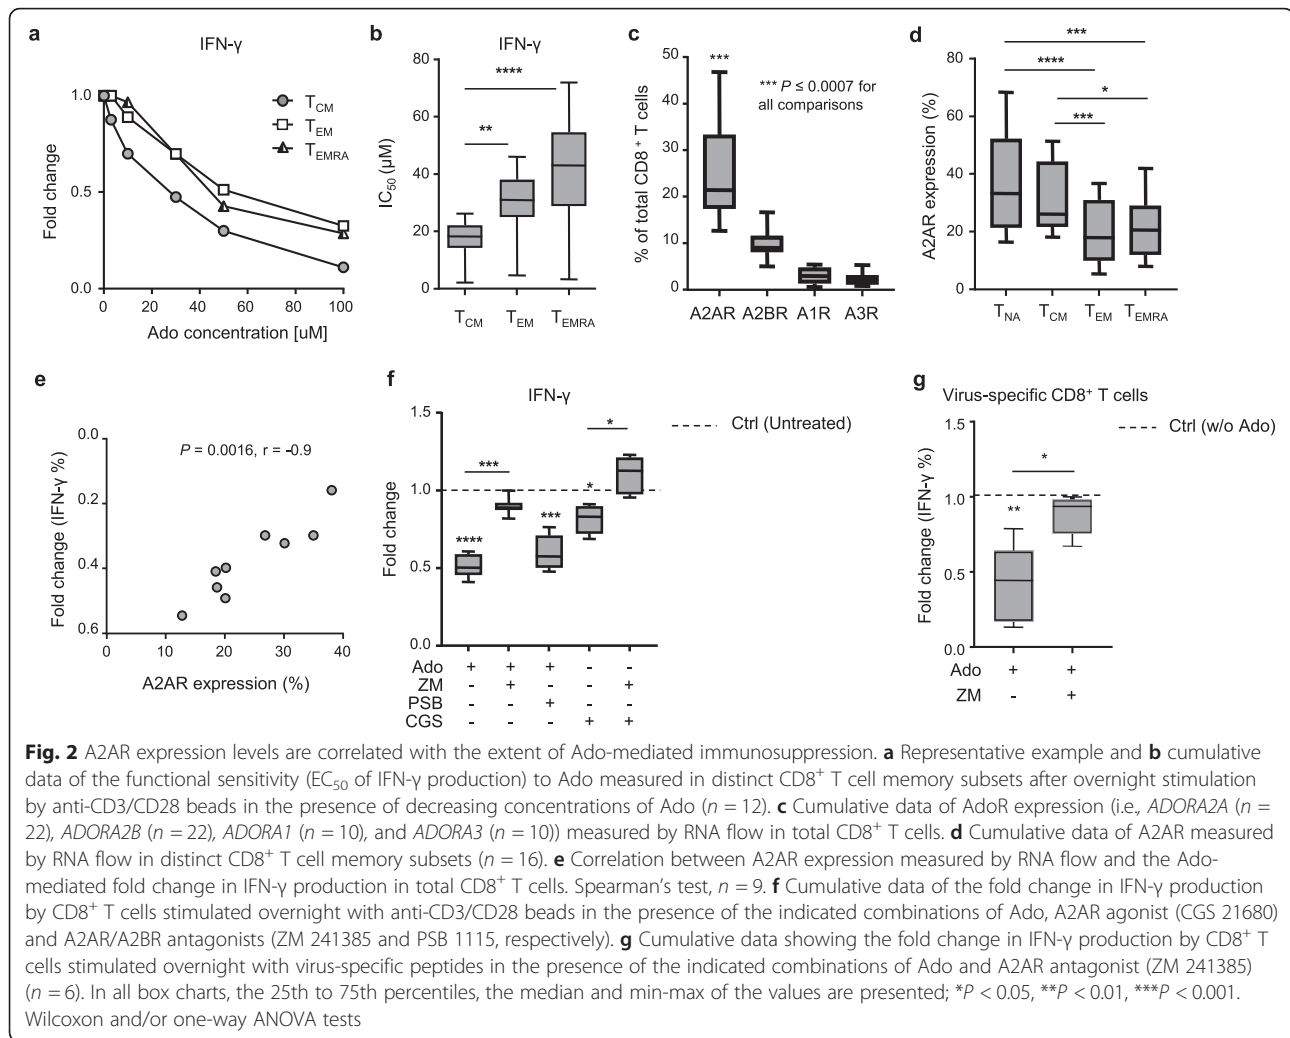 a
IFN-γ
Fold change
1.0
0.5
0.0
0 20 40 60 80 100
Ado concentration [uM]
T_CM
T_EM
T_EMRA
b
IFN-γ
IC50 (µM)
80
60
40
20
0
****
**
T_CM T_EM T_EMRA
c
% of total CD8+ T cells
50
40
30
20
10
0
***
*** P ≤ 0.0007 for
all comparisons
A2AR A2BR A1R A3R
d
A2AR expression (%)
80
60
40
20
0
***
****
*
***
T_NA T_CM T_EM T_EMRA
e
Fold change (IFN-γ %)
0.0
0.2
0.4
0.6
P = 0.0016, r = -0.9
0 10 20 30 40
A2AR expression (%)
f
IFN-γ
Fold change
1.5
1.0
0.5
0.0
Ctrl (Untreated)
****
***
***
*
*
Ado + + + - -
ZM - + - - +
PSB - - + - -
CGS - - - + +
g
Virus-specific CD8+ T cells
Fold change (IFN-γ %)
1.5
1.0
0.5
0.0
Ctrl (w/o Ado)
*
**
Ado + +
ZM - +
Fig. 2 A2AR expression levels are correlated with the extent of Ado-mediated immunosuppression. a Representative example and b cumulative
data of the functional sensitivity (EC50 of IFN-γ production) to Ado measured in distinct CD8+ T cell memory subsets after overnight stimulation
by anti-CD3/CD28 beads in the presence of decreasing concentrations of Ado (n = 12). c Cumulative data of AdoR expression (i.e., ADORA2A (n =
22), ADORA2B (n = 22), ADORA1 (n = 10), and ADORA3 (n = 10)) measured by RNA flow in total CD8+ T cells. d Cumulative data of A2AR measured
by RNA flow in distinct CD8+ T cell memory subsets (n = 16). e Correlation between A2AR expression measured by RNA flow and the Ado-
mediated fold change in IFN-γ production in total CD8+ T cells. Spearman's test, n = 9. f Cumulative data of the fold change in IFN-γ production
by CD8+ T cells stimulated overnight with anti-CD3/CD28 beads in the presence of the indicated combinations of Ado, A2AR agonist (CGS 21680)
and A2AR/A2BR antagonists (ZM 241385 and PSB 1115, respectively). g Cumulative data showing the fold change in IFN-γ production by CD8+ T
cells stimulated overnight with virus-specific peptides in the presence of the indicated combinations of Ado and A2AR antagonist (ZM 241385)
(n = 6). In all box charts, the 25th to 75th percentiles, the median and min-max of the values are presented; *P < 0.05, **P < 0.01, ***P < 0.001.
Wilcoxon and/or one-way ANOVA tests